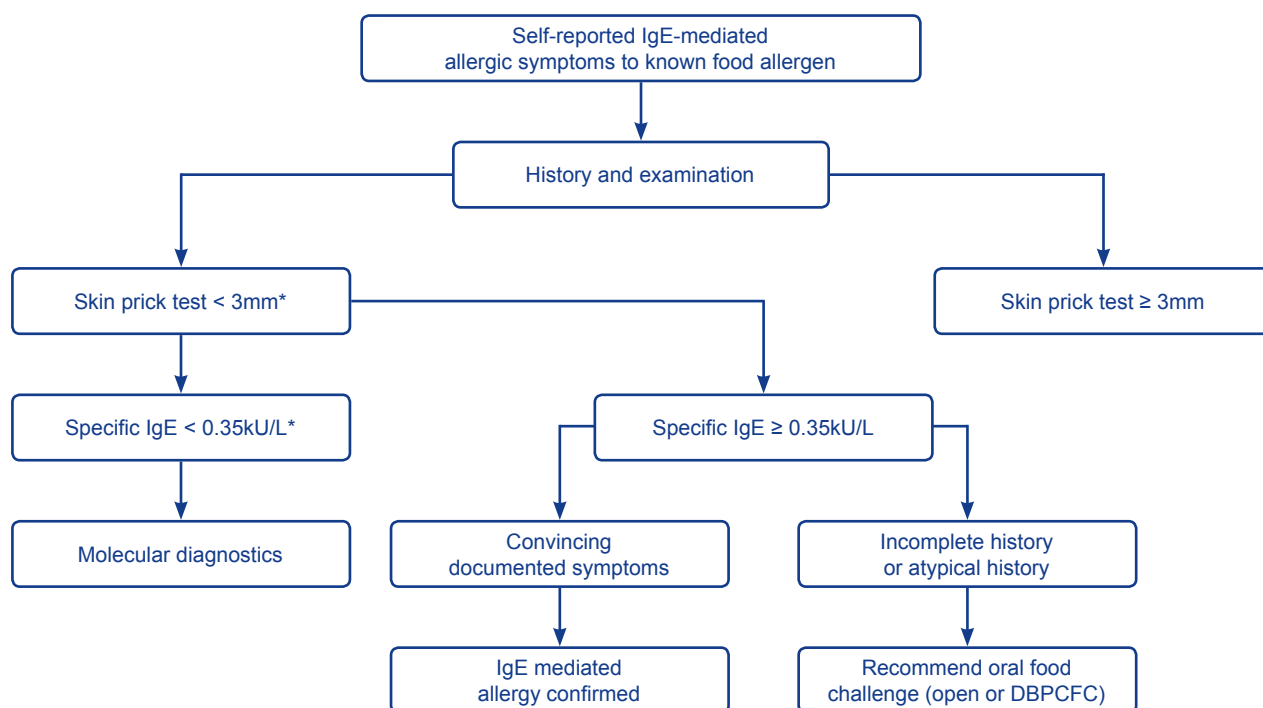 Self-reported IgE-mediated
allergic symptoms to known food allergen
History and examination
Skin prick test < 3mm*
Skin prick test ≥ 3mm
Specific IgE < 0.35kU/L*
Specific IgE ≥ 0.35kU/L
Molecular diagnostics
Convincing
documented symptoms
Incomplete history
or atypical history
IgE mediated
allergy confirmed
Recommend oral food
challenge (open or DBPCFC)